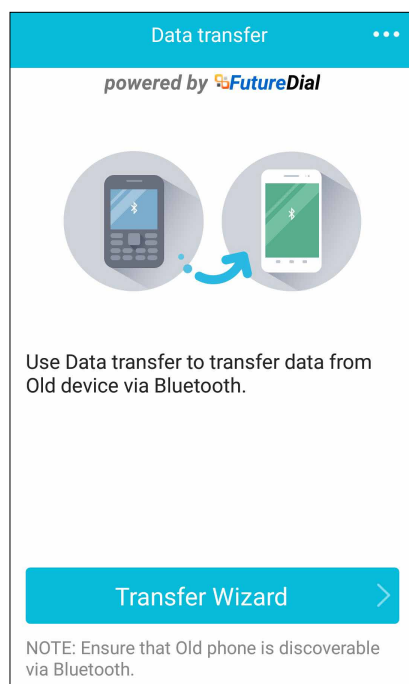 Data transfer
powered by FutureDial
Use Data transfer to transfer data from
Old device via Bluetooth.
Transfer Wizard
NOTE: Ensure that Old phone is discoverable
via Bluetooth.